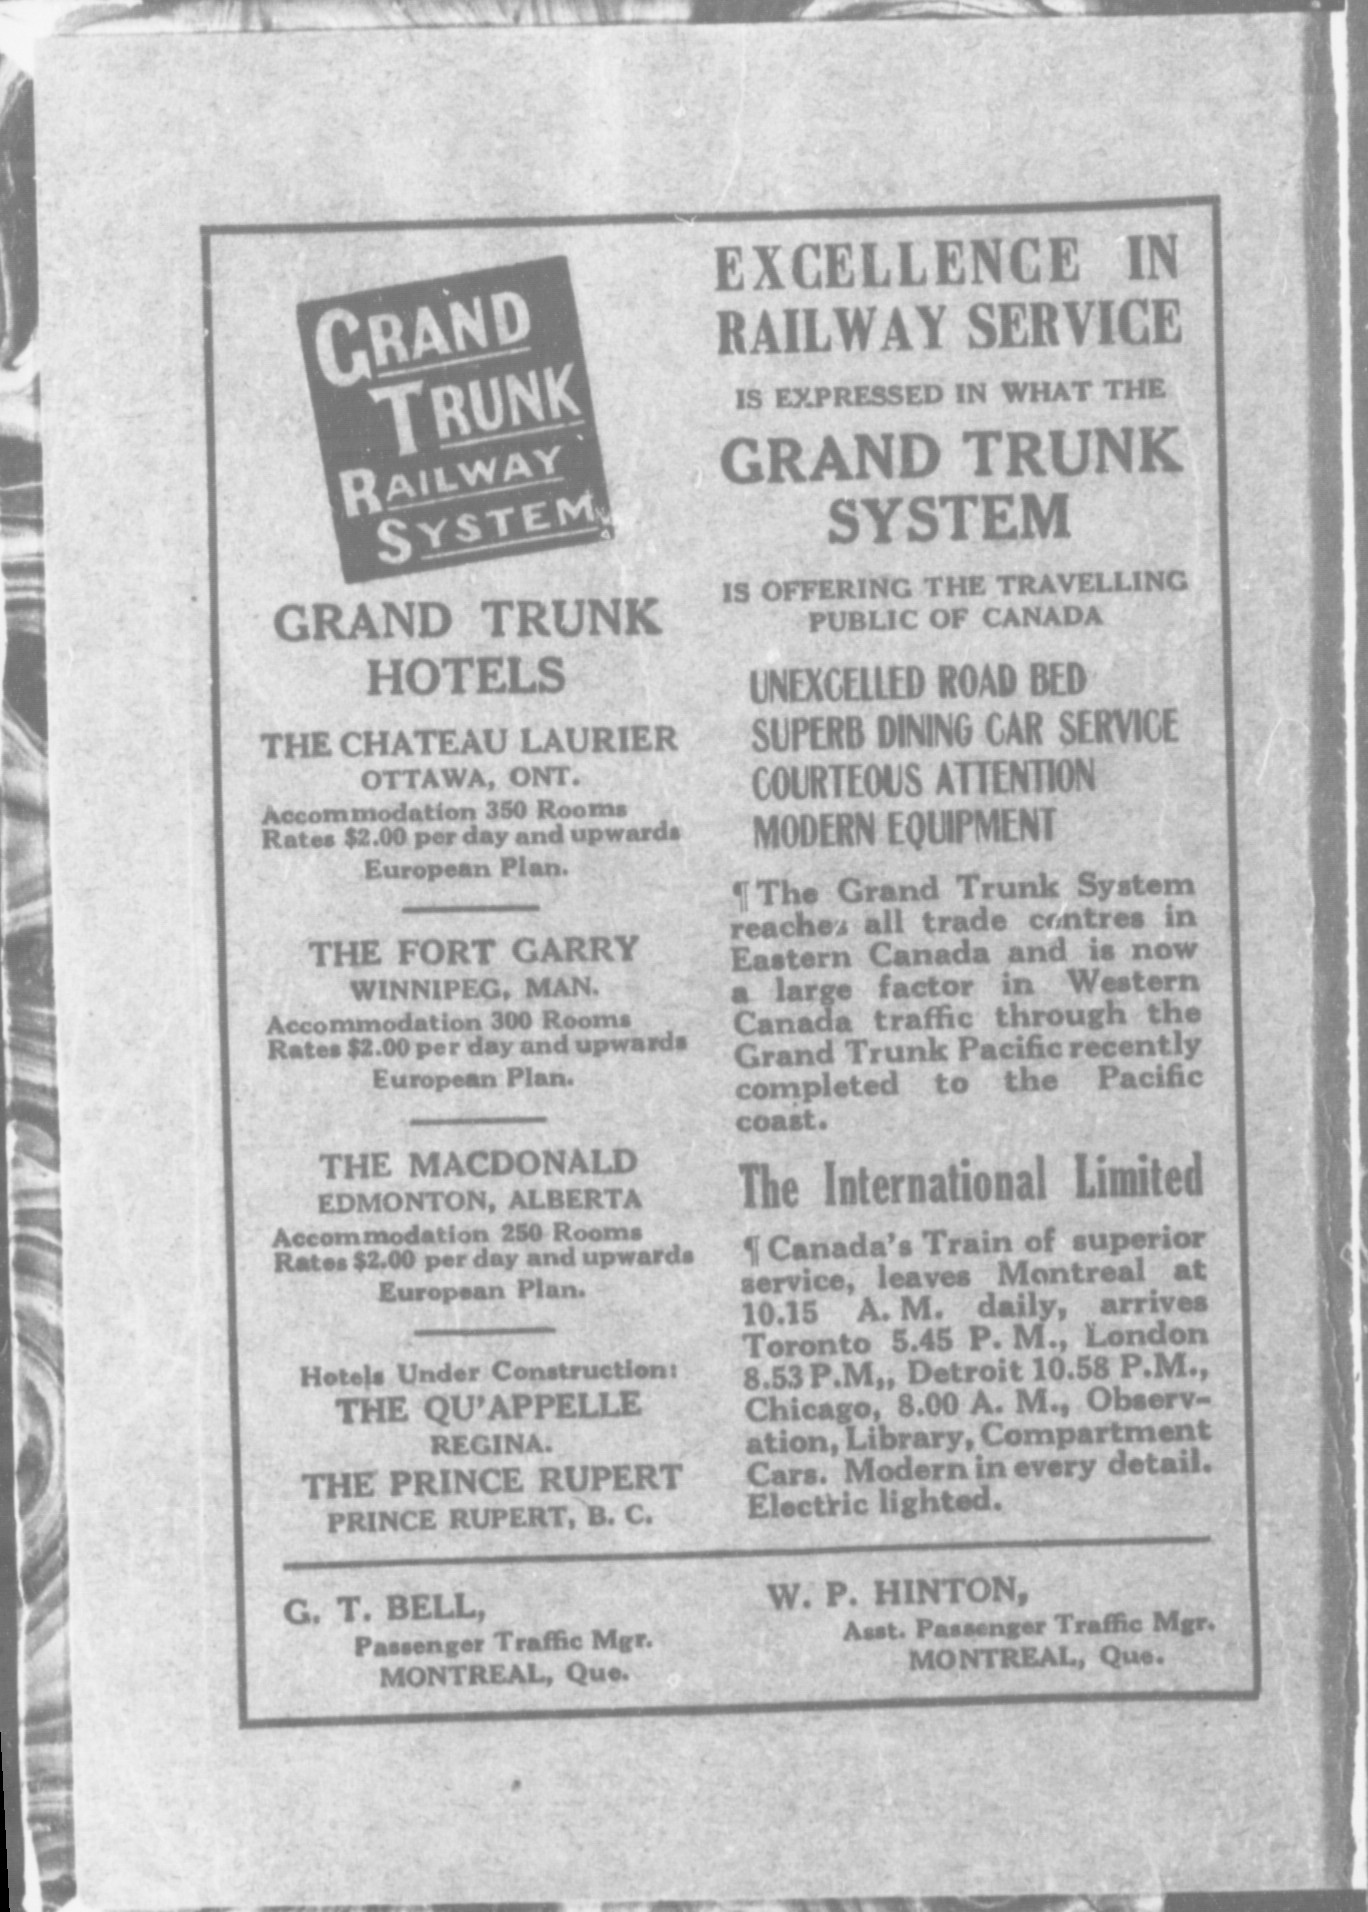 GRAND
TRUNK
RAILWAY
SYSTEM
GRAND TRUNK
HOTELS
THE CHATEAU LAURIER
OTTAWA, ONT.
Accommodation 350 Rooms
Rates $2.00 per day and upwards
European Plan.
THE FORT GARRY
WINNIPEG, MAN.
Accommodation 300 Rooms
Rates $2.00 per day and upwards
European Plan.
THE MACDONALD
EDMONTON, ALBERTA
Accommodation 250 Rooms
Rates $2.00 per day and upwards
European Plan.
Hotels Under Construction:
THE QU'APPELLE
REGINA.
THE PRINCE RUPERT
PRINCE RUPERT, B. C.
EXCELLENCE IN
RAILWAY SERVICE
IS EXPRESSED IN WHAT THE
GRAND TRUNK
SYSTEM
IS OFFERING THE TRAVELLING
PUBLIC OF CANADA
UNEXCELLED ROAD BED
SUPERB DINING CAR SERVICE
COURTEOUS ATTENTION
MODERN EQUIPMENT
¶ The Grand Trunk System
reaches all trade centres in
Eastern Canada and is now
a large factor in Western
Canada traffic through the
Grand Trunk Pacific recently
completed to the Pacific
coast.
The International Limited
¶ Canada's Train of superior
service, leaves Montreal at
10.15 A. M. daily, arrives
Toronto 5.45 P. M., London
8.53 P.M,, Detroit 10.58 P.M.,
Chicago, 8.00 A. M., Observ-
ation, Library, Compartment
Cars. Modern in every detail.
Electric lighted.
G. T. BELL,
Passenger Traffic Mgr.
MONTREAL, Que.
W. P. HINTON,
Asst. Passenger Traffic Mgr.
MONTREAL, Que.